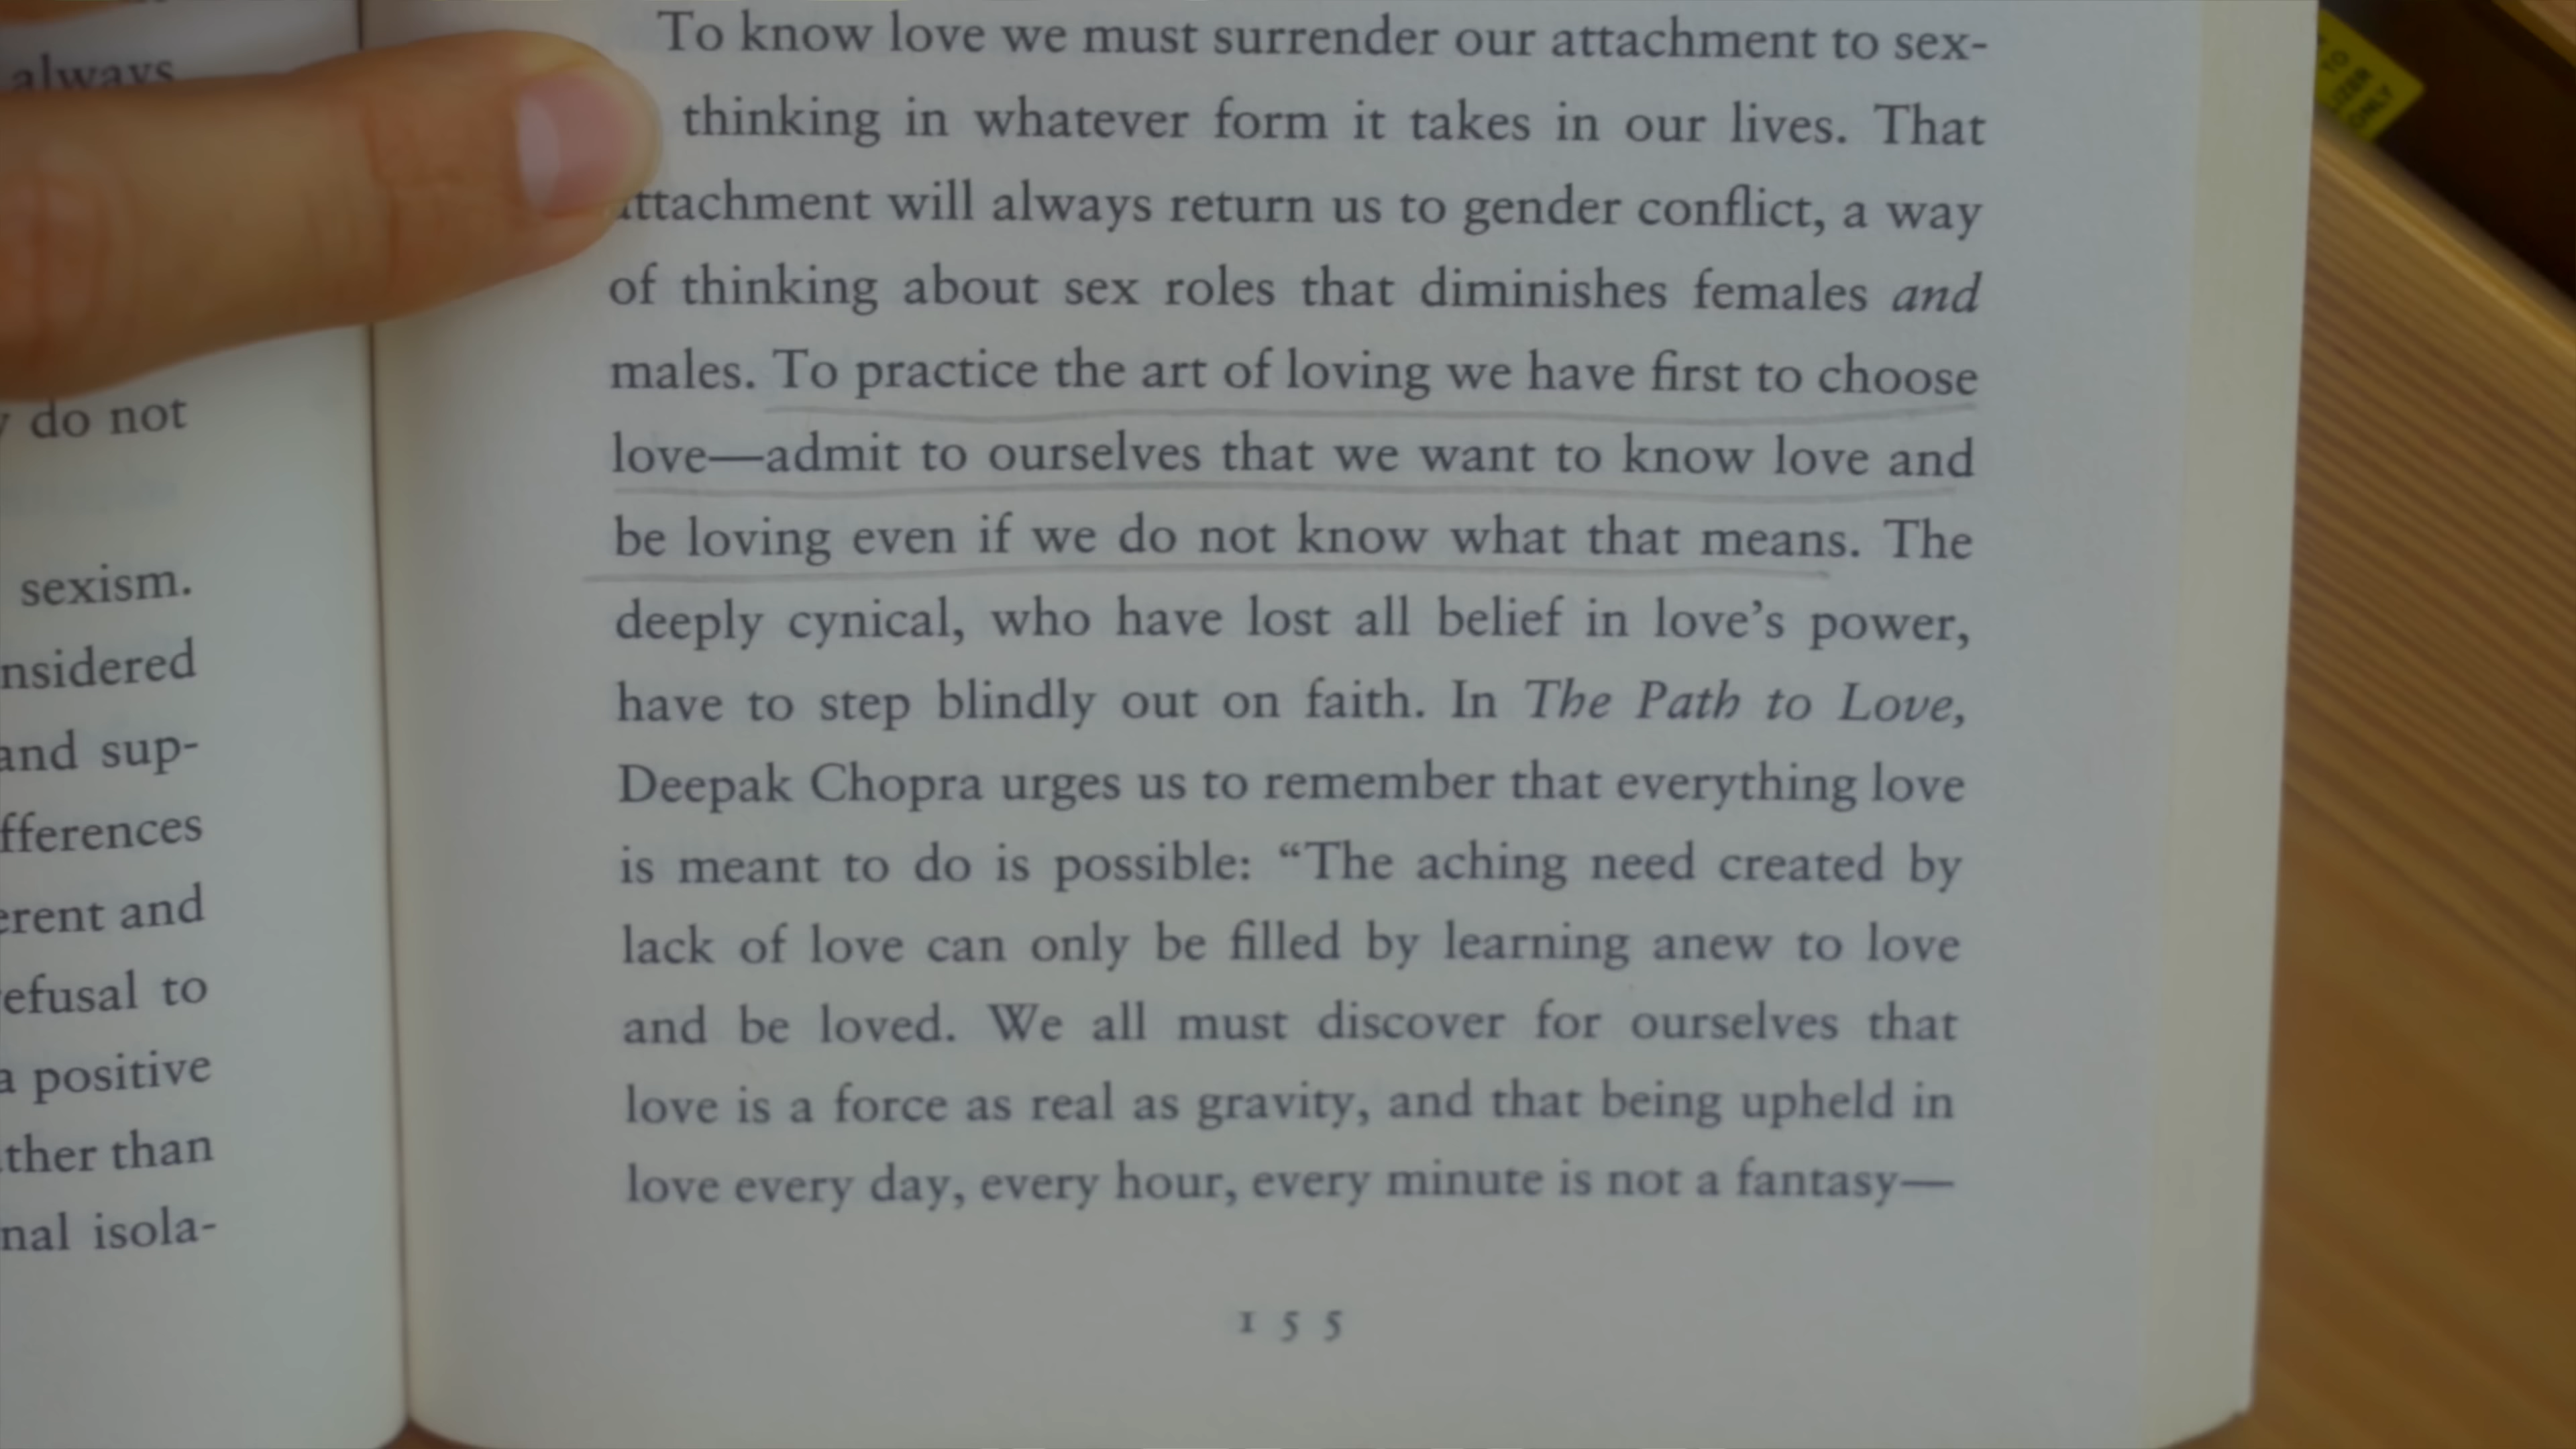 always
do not
sexism.
nsidered
and sup-
fferences
erent and
efusal to
a positive
ther than
nal isola-
To know love we must surrender our attachment to sex-
thinking in whatever form it takes in our lives. That
ttachment will always return us to gender conflict, a way
of thinking about sex roles that diminishes females and
males. To practice the art of loving we have first to choose
love—admit to ourselves that we want to know love and
be loving even if we do not know what that means. The
deeply cynical, who have lost all belief in love’s power,
have to step blindly out on faith. In The Path to Love,
Deepak Chopra urges us to remember that everything love
is meant to do is possible: “The aching need created by
lack of love can only be filled by learning anew to love
and be loved. We all must discover for ourselves that
love is a force as real as gravity, and that being upheld in
love every day, every hour, every minute is not a fantasy—
155
TO
IZER
ONLY